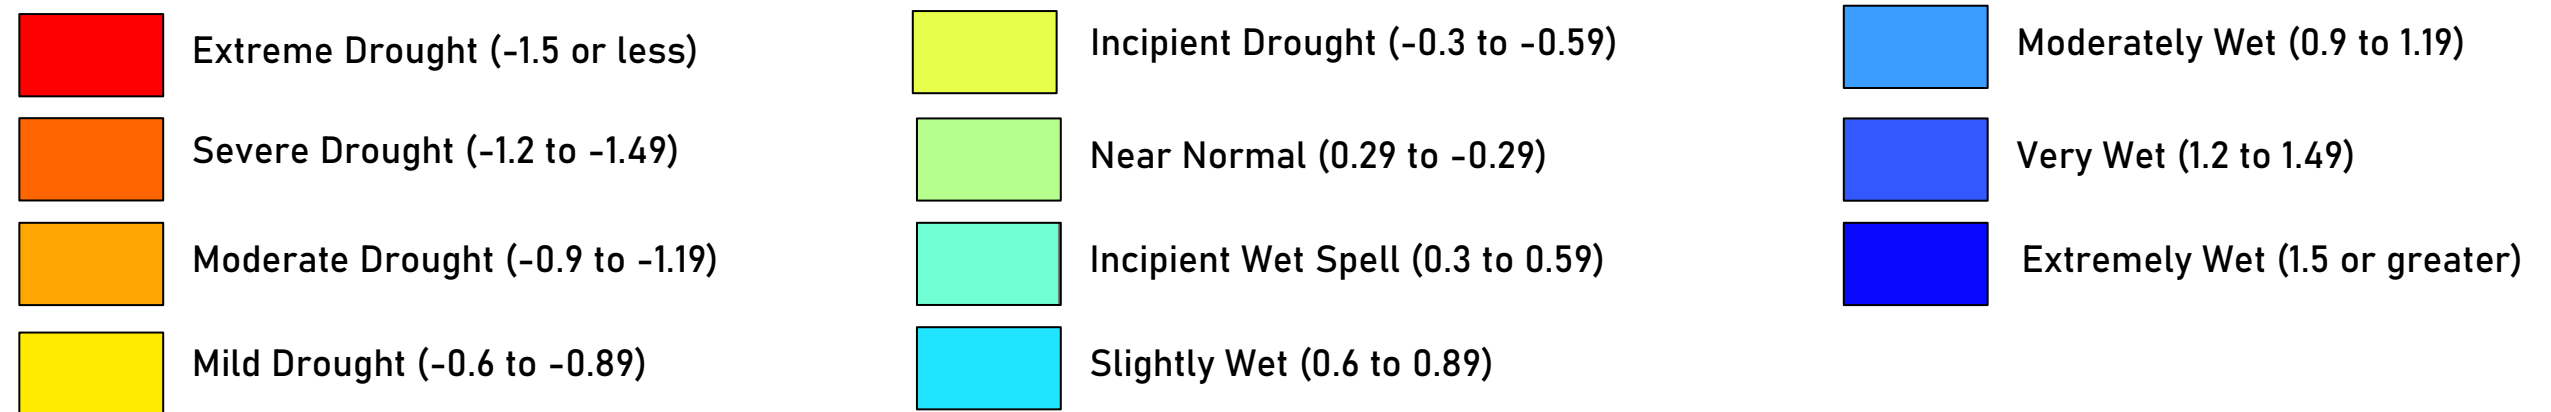 Extreme Drought (-1.5 or less)
Severe Drought (-1.2 to -1.49)
Moderate Drought (-0.9 to -1.19)
Mild Drought (-0.6 to -0.89)
Incipient Drought (-0.3 to -0.59)
Near Normal (0.29 to -0.29)
Incipient Wet Spell (0.3 to 0.59)
Slightly Wet (0.6 to 0.89)
Moderately Wet (0.9 to 1.19)
Very Wet (1.2 to 1.49)
Extremely Wet (1.5 or greater)